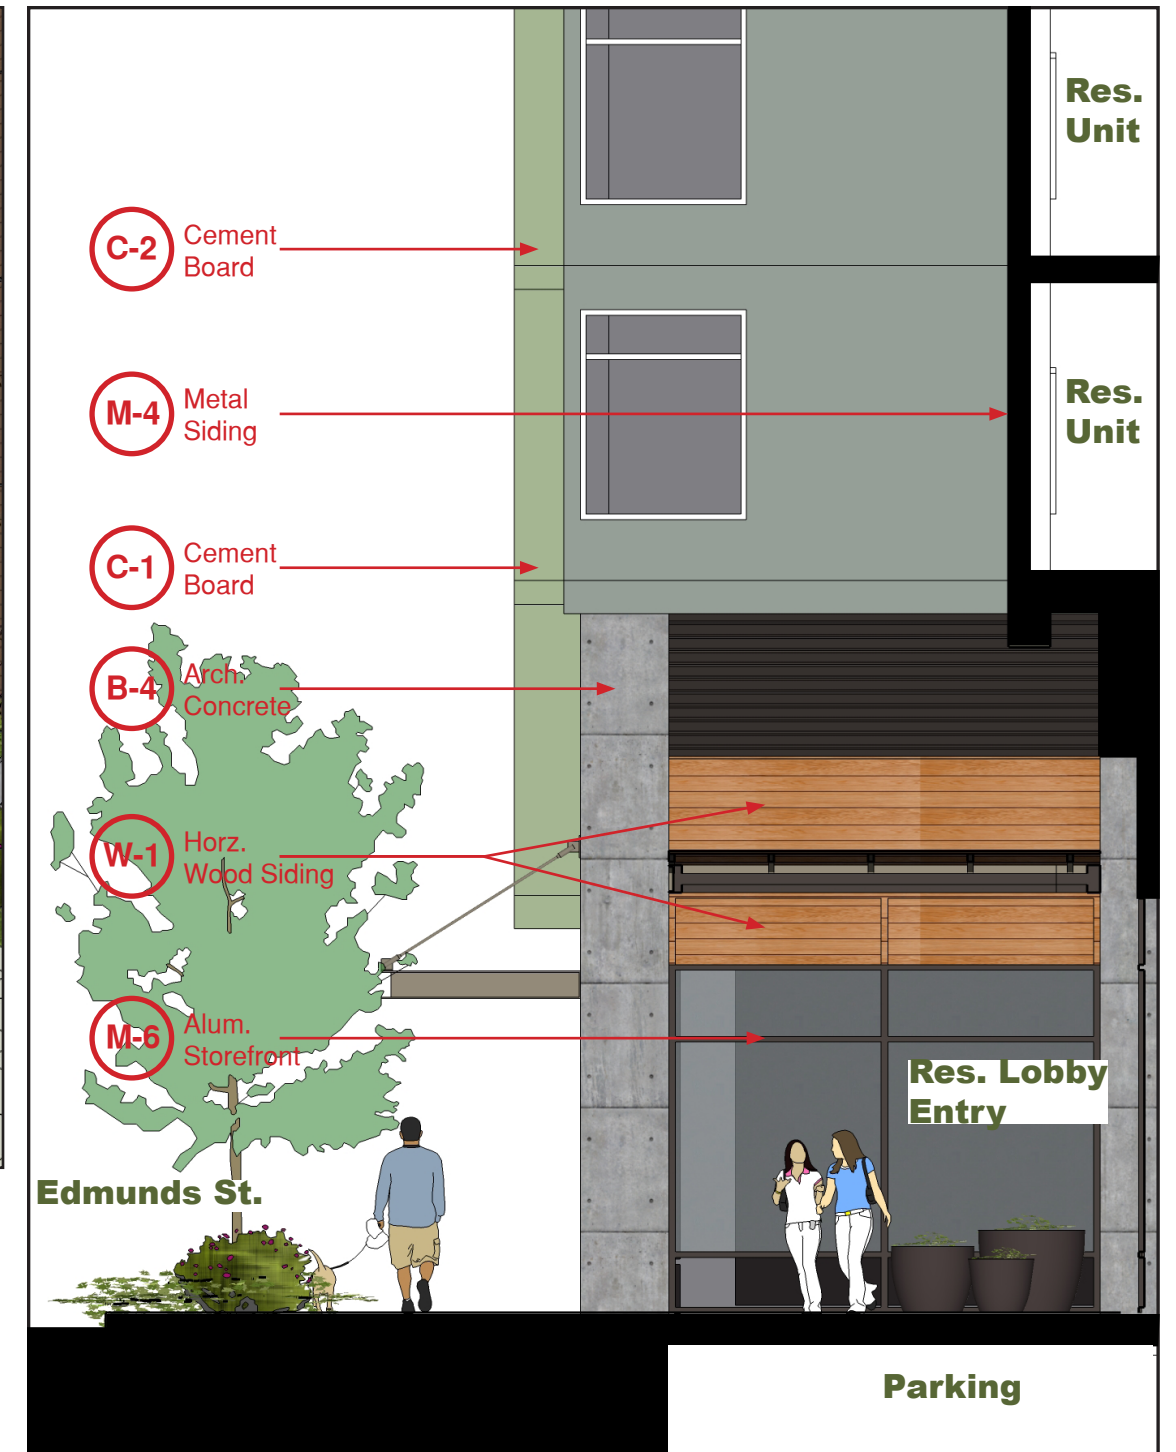 Res.
Unit
C-2
Cement
Board
M-4
Metal
Siding
Res.
Unit
C-1
Cement
Board
B-4
Arch.
Concrete
W-1
Horz.
Wood Siding
M-6
Alum.
Storefront
Res. Lobby
Entry
Edmunds St.
Parking